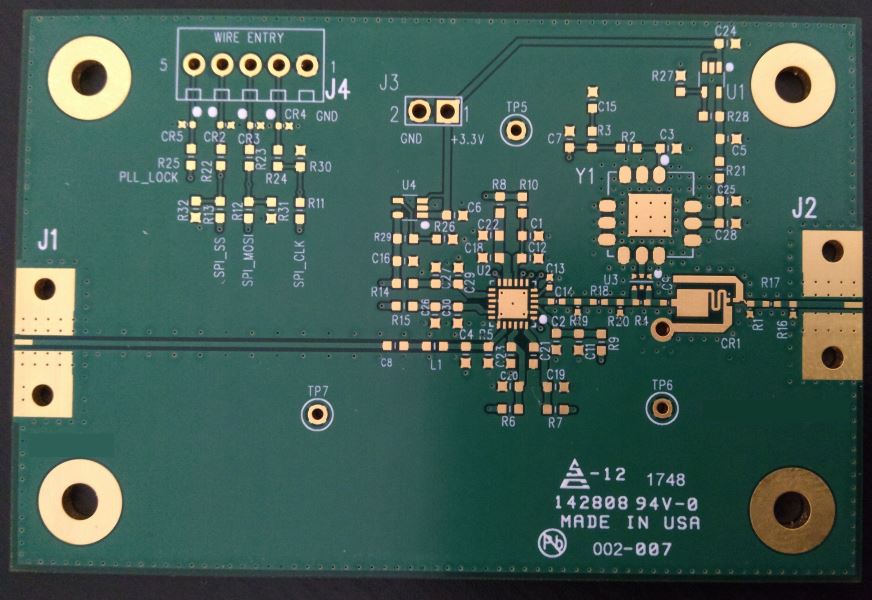 WIRE ENTRY
5
1
J4
C24
R27
U1
R28
J3
2
1
GND
+3.3V
TP5
C15
C7
R3
R2
C3
C5
R21
CR5
CR2
CR3
CR4
GND
R25
R22
R23
R24
R30
PLL_LOCK
R32
R13
R12
R31
R11
SPI_SS
SPI_MOSI
SPI_CLK
U4
C6
R26
R29
R8
R10
C22
C1
C18
C12
Y1
C25
C28
J2
J1
C16
R14
R15
C27
C29
C26
C30
U2
C13
C14
R18
R19
R20
U3
C9
R4
CR1
R1
R17
R16
C8
L1
C4
R5
C23
C2
C11
R9
C20
C19
R6
R7
TP7
TP6
-12 1748
142808 94V-0
MADE IN USA
Pb
002-007